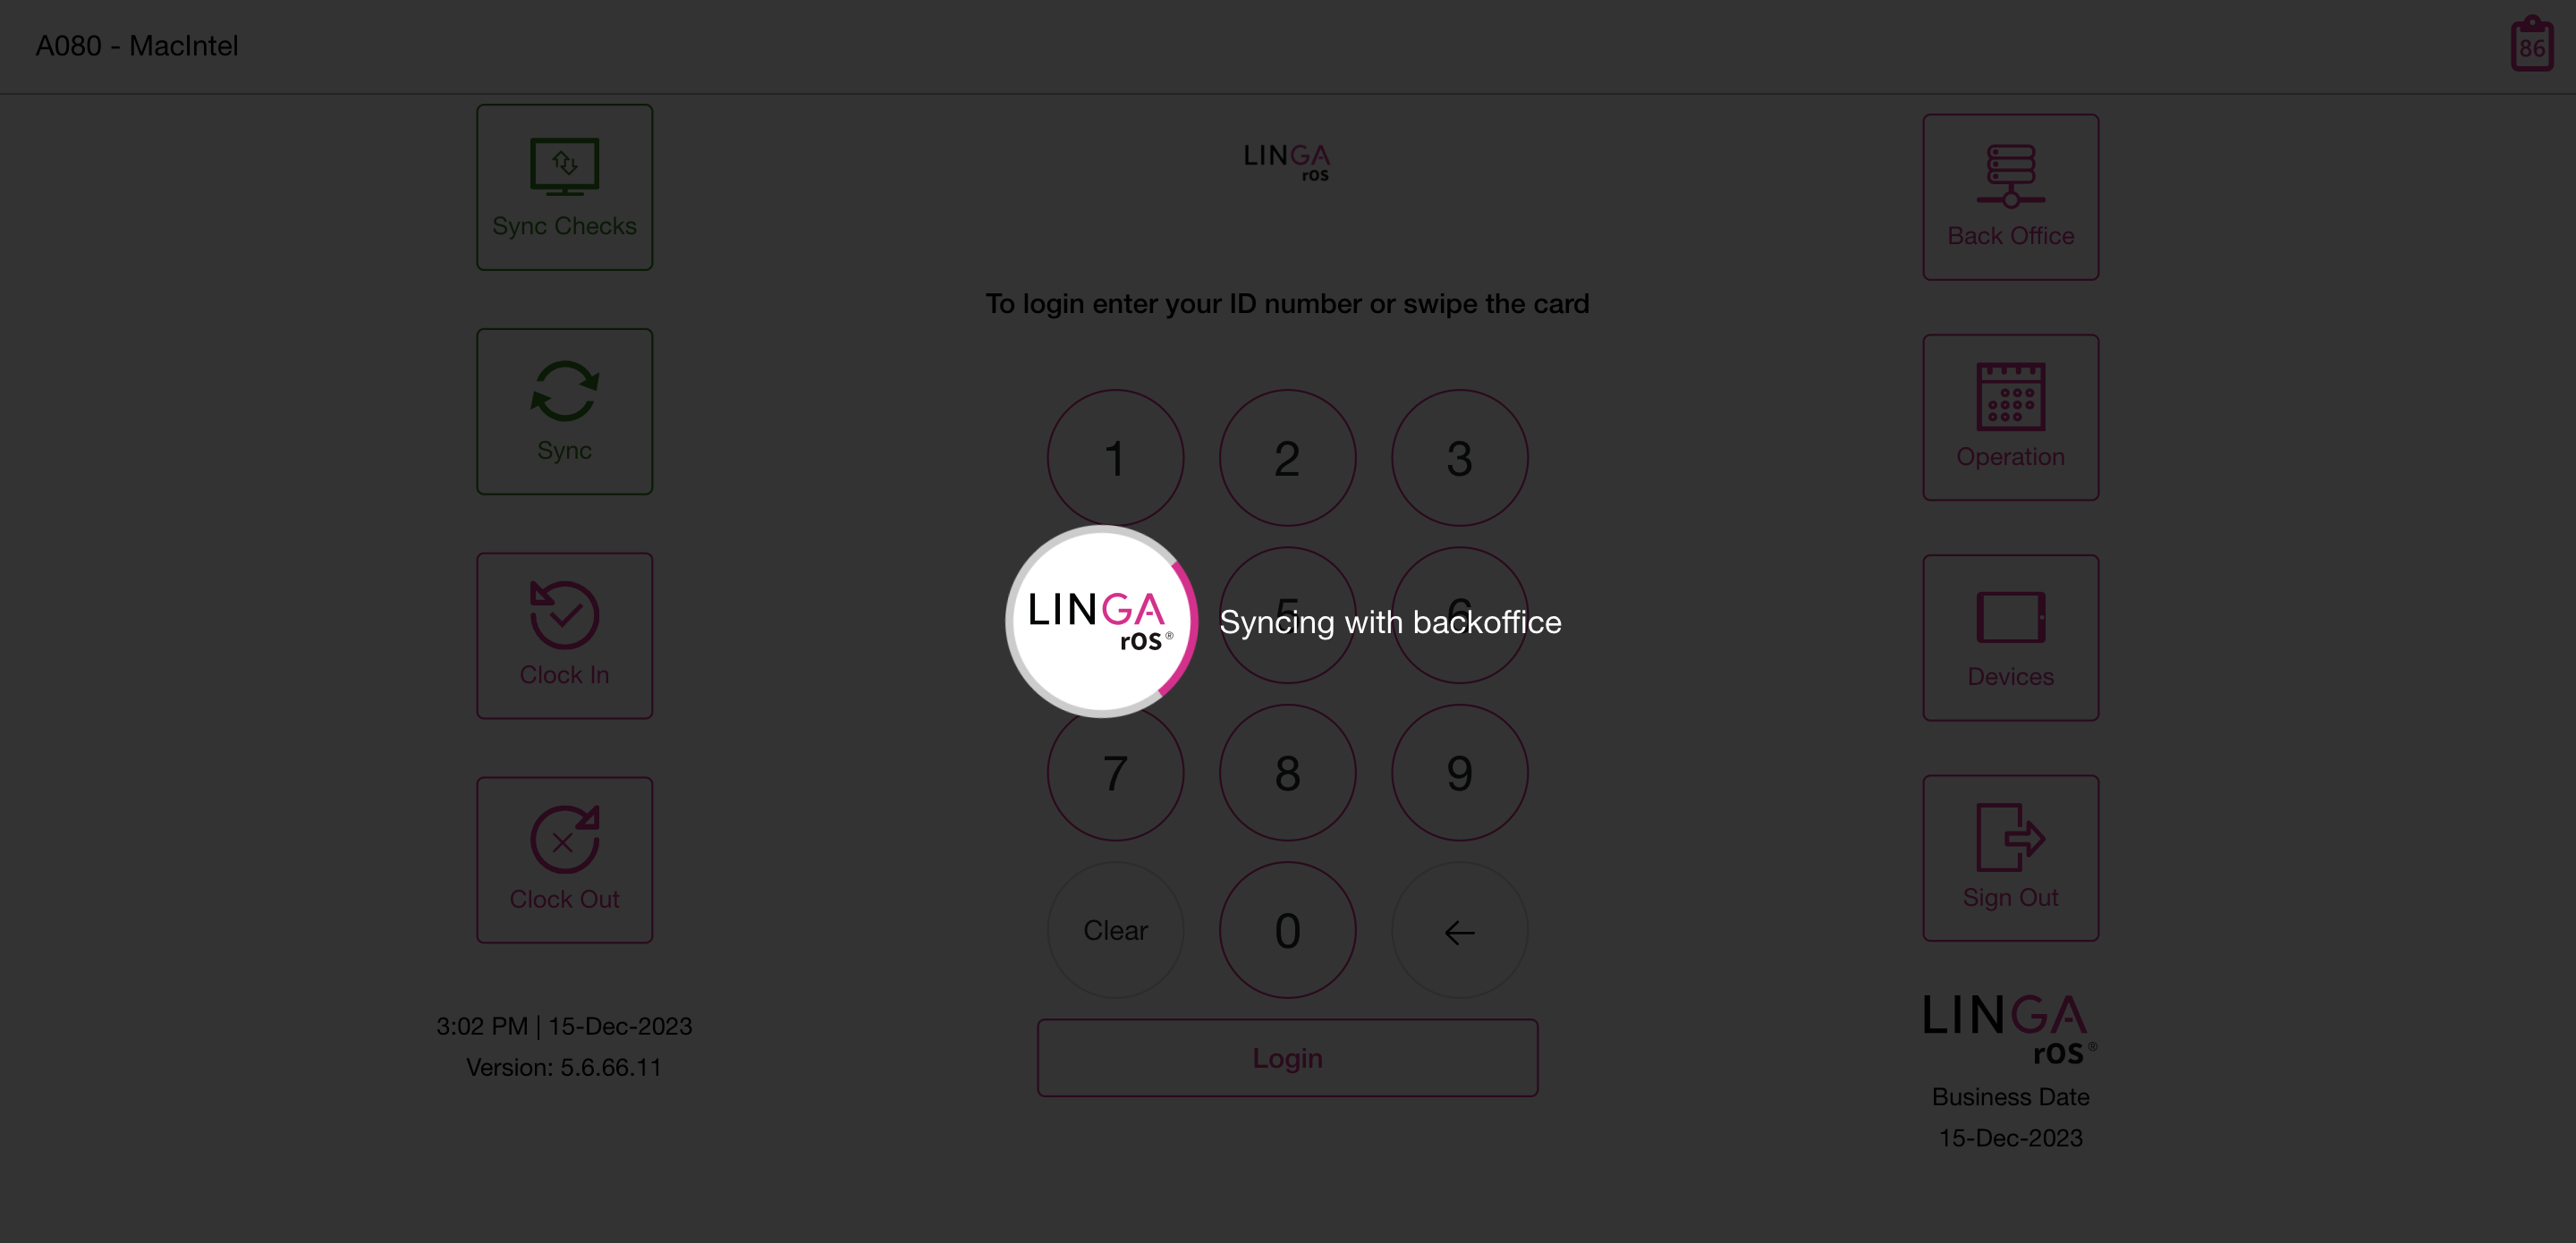 A080 - MacIntel
86
Sync Checks
Sync
Clock In
Clock Out
3:02 PM | 15-Dec-2023
Version: 5.6.66.11
LINGA
rOS
To login enter your ID number or swipe the card
1
2
3
LINGA
rOS®
Syncing with backoffice
5
6
7
8
9
Clear
0
←
Login
Back Office
Operation
Devices
Sign Out
LINGA
rOS®
Business Date
15-Dec-2023